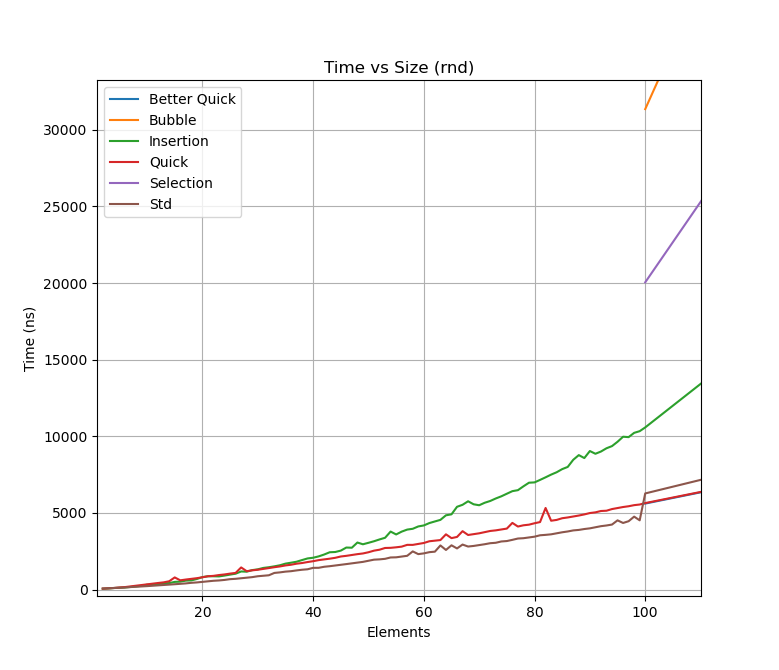 Time vs Size (rnd)
Better Quick
Bubble
Insertion
Quick
Selection
Std
30000
25000
20000
15000
10000
5000
0
Time (ns)
20
40
60
80
100
Elements